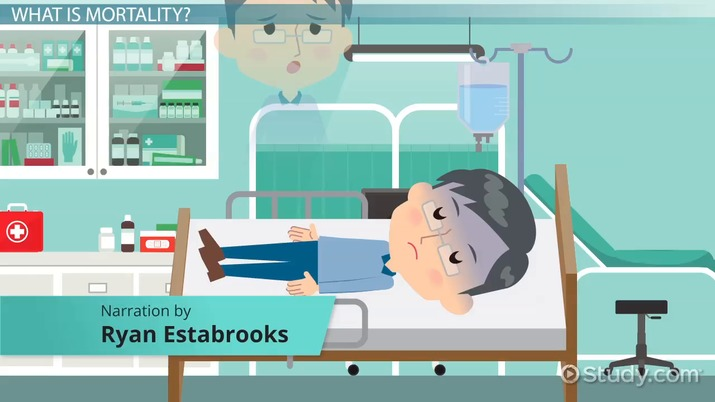 WHAT IS MORTALITY?
Narration by
Ryan Estabrooks
Study.com